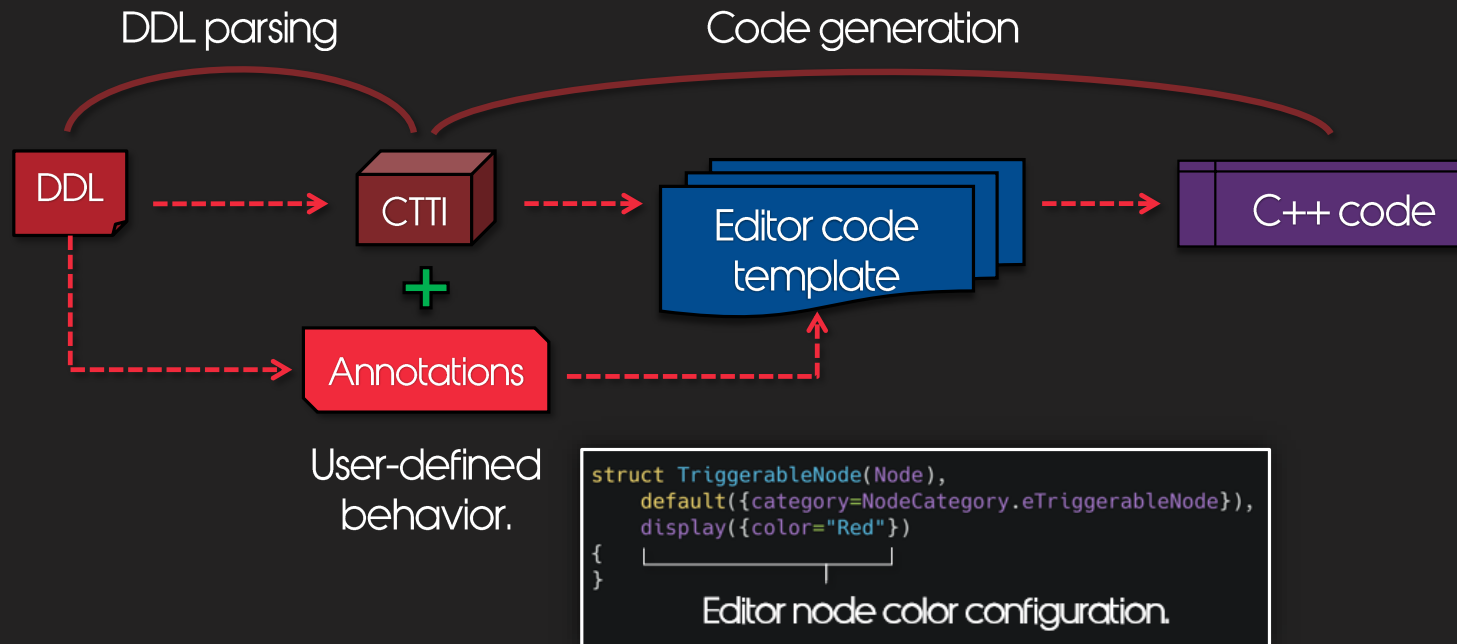 DDL parsing
Code generation
DDL
CTTI
Editor code
template
C++ code
+
Annotations
User-defined
behavior.
struct TriggerableNode(Node),
    default({category=NodeCategory.eTriggerableNode}),
    display({color="Red"})
{
}
Editor node color configuration.